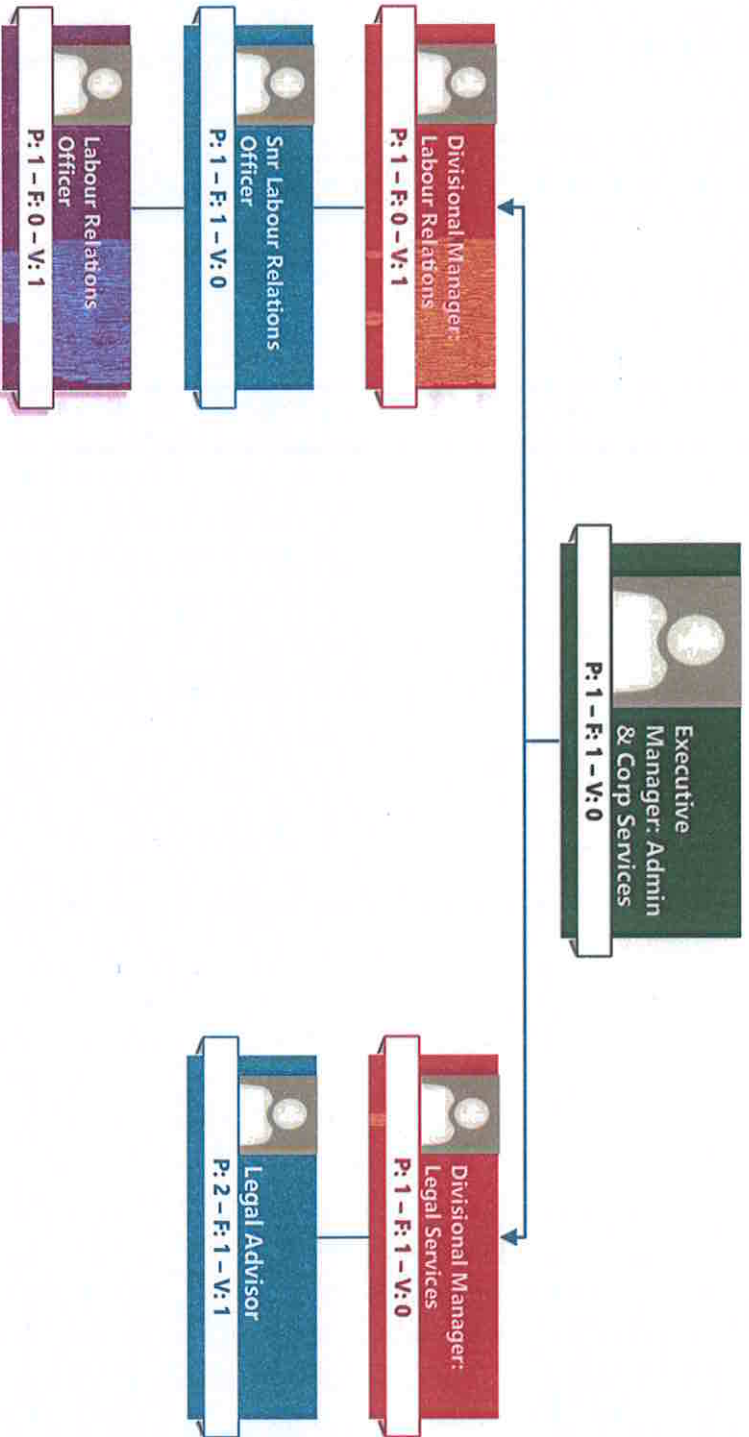 Executive
Manager: Admin
& Corp Services
P: 1 – F: 1 – V: 0
Divisional Manager:
Labour Relations
P: 1 – F: 0 – V: 1
Snr Labour Relations
Officer
P: 1 – F: 1 – V: 0
Labour Relations
Officer
P: 1 – F: 0 – V: 1
Divisional Manager:
Legal Services
P: 1 – F: 1 – V: 0
Legal Advisor
P: 2 – F: 1 – V: 1